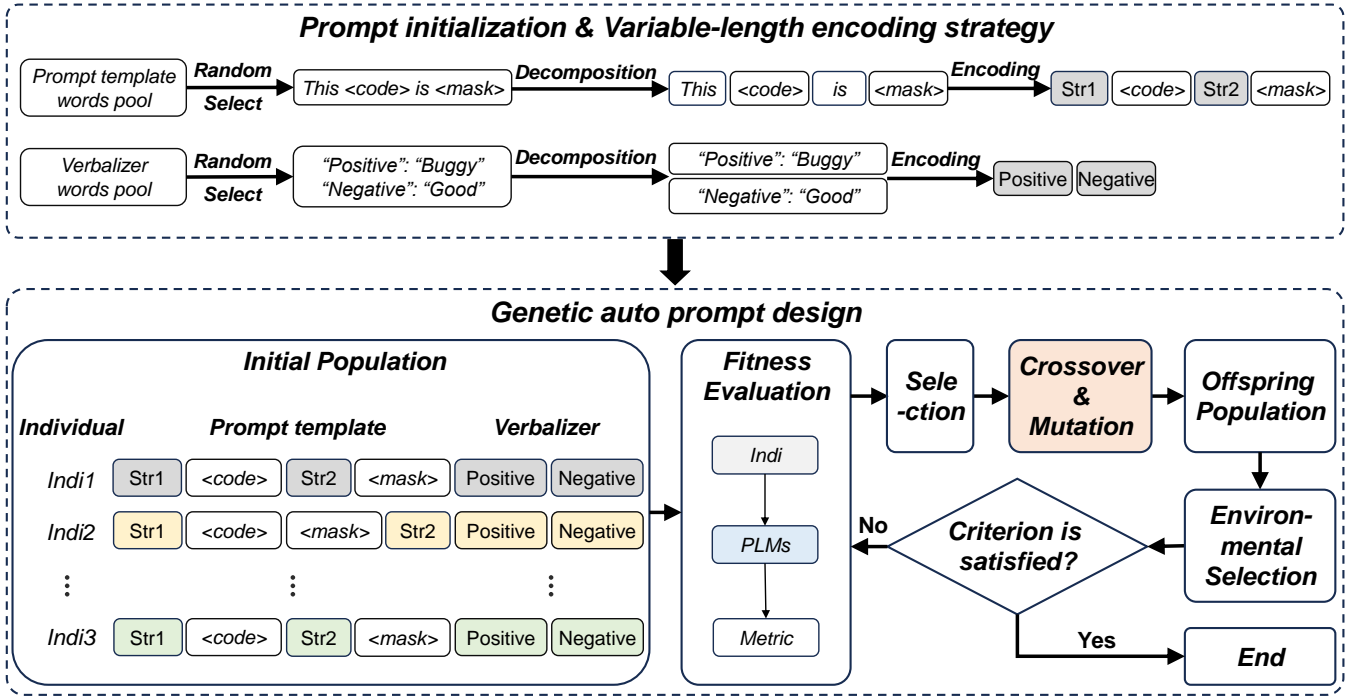 Prompt initialization & Variable-length encoding strategy
Prompt template
words pool
Random
Select
This <code> is <mask>
Decomposition
This
<code>
is
<mask>
Encoding
Str1
<code>
Str2
<mask>
Verbalizer
words pool
Random
Select
“Positive”: “Buggy”
“Negative”: “Good”
Decomposition
“Positive”: “Buggy”
“Negative”: “Good”
Encoding
Positive
Negative
Genetic auto prompt design
Initial Population
Individual
Prompt template
Verbalizer
Indi1
Str1
<code>
Str2
<mask>
Positive
Negative
Indi2
Str1
<code>
<mask>
Str2
Positive
Negative
⋮
⋮
⋮
Indi3
Str1
<code>
Str2
<mask>
Positive
Negative
Fitness
Evaluation
Indi
PLMs
Metric
Sele
-ction
Crossover
&
Mutation
Offspring
Population
Environ-
mental
Selection
Criterion is
satisfied?
No
Yes
End